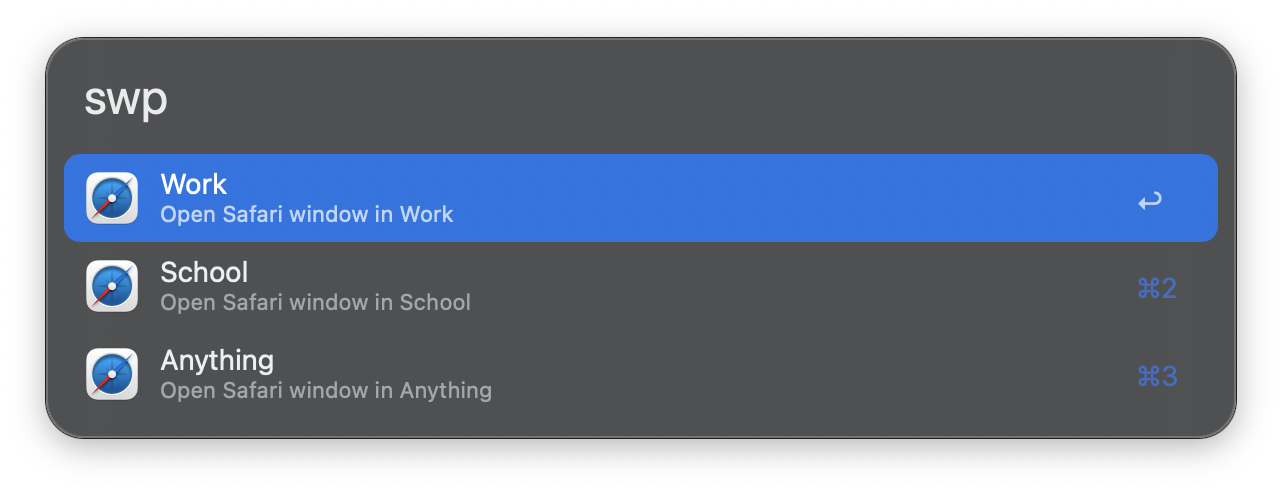 swp
Work
Open Safari window in Work
↩
School
Open Safari window in School
⌘2
Anything
Open Safari window in Anything
⌘3